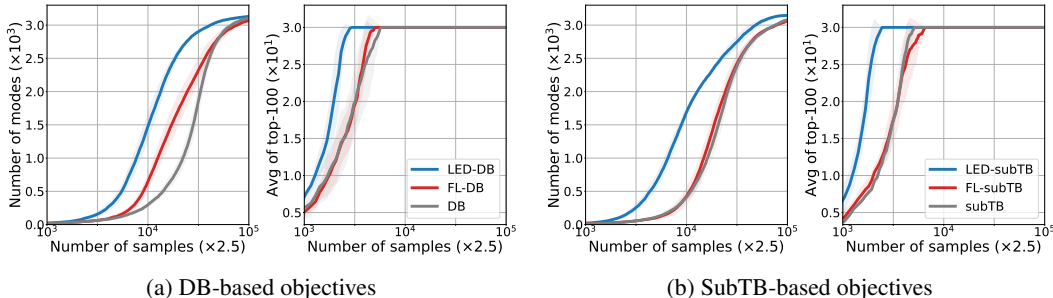 Number of modes (×10³)
3.0
2.5
2.0
1.5
1.0
0.5
0.0
10³
10⁴
10⁵
Number of samples (×2.5)
Avg of top-100 (×10¹)
3.0
2.5
2.0
1.5
1.0
0.5
10³
10⁴
10⁵
Number of samples (×2.5)
LED-DB
FL-DB
DB
(a) DB-based objectives
Number of modes (×10³)
3.0
2.5
2.0
1.5
1.0
0.5
0.0
10³
10⁴
10⁵
Number of samples (×2.5)
Avg of top-100 (×10¹)
3.0
2.5
2.0
1.5
1.0
0.5
10³
10⁴
10⁵
Number of samples (×2.5)
LED-subTB
FL-subTB
subTB
(b) SubTB-based objectives